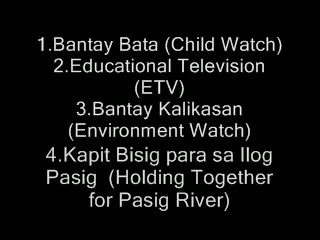 1.Bantay Bata (Child Watch)
2.Educational Television
(ETV)
3.Bantay Kalikasan
(Environment Watch)
4.Kapit Bisig para sa Ilog
Pasig (Holding Together
for Pasig River)